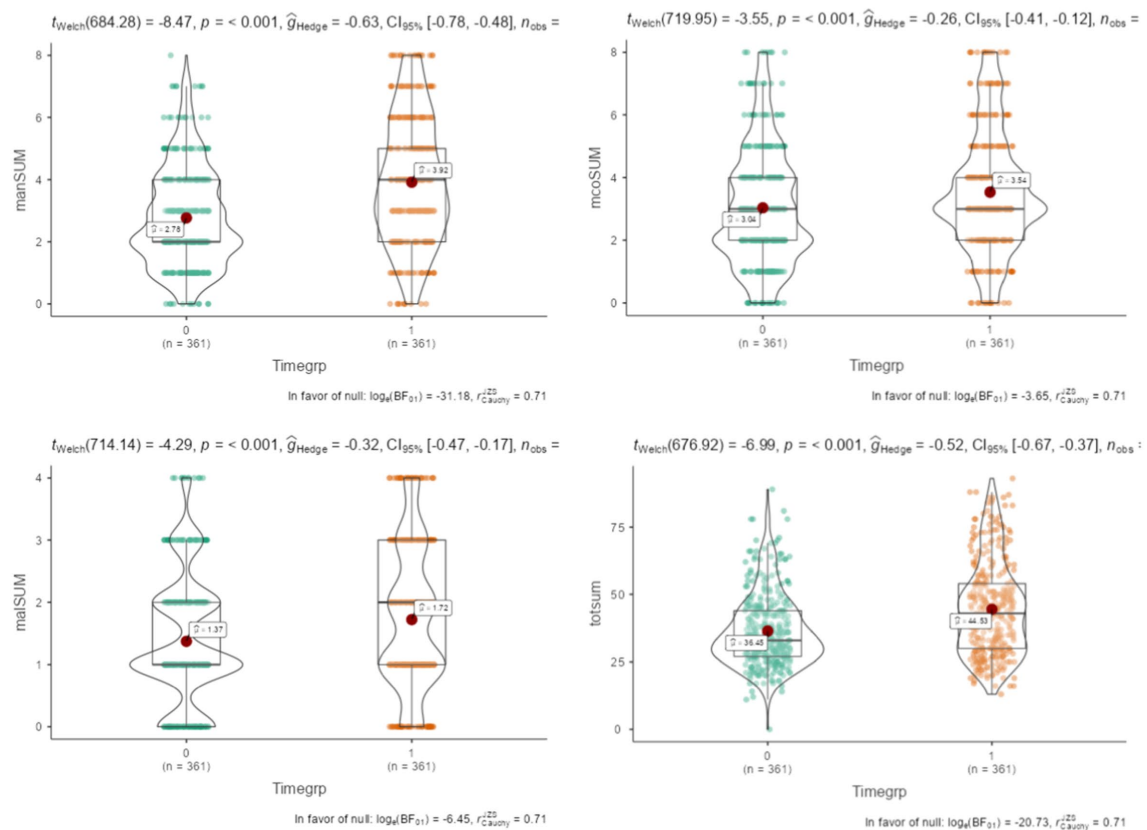 t_Welch(684.28) = -8.47, p = < 0.001, ĝ_Hedge = -0.63, CI_95% [-0.78, -0.48], n_obs =
manSUM
8
6
4
2
0
μ̂ = 2.76
μ̂ = 3.92
0
(n = 361)
1
(n = 361)
Timegrp
In favor of null: log_e(BF_01) = -31.18, r_Cauchy^JZS = 0.71
t_Welch(719.95) = -3.55, p = < 0.001, ĝ_Hedge = -0.26, CI_95% [-0.41, -0.12], n_obs =
mcoSUM
8
6
4
2
0
μ̂ = 3.04
μ̂ = 3.54
0
(n = 361)
1
(n = 361)
Timegrp
In favor of null: log_e(BF_01) = -3.65, r_Cauchy^JZS = 0.71
t_Welch(714.14) = -4.29, p = < 0.001, ĝ_Hedge = -0.32, CI_95% [-0.47, -0.17], n_obs =
malSUM
4
3
2
1
0
μ̂ = 1.37
μ̂ = 1.72
0
(n = 361)
1
(n = 361)
Timegrp
In favor of null: log_e(BF_01) = -6.45, r_Cauchy^JZS = 0.71
t_Welch(676.92) = -6.99, p = < 0.001, ĝ_Hedge = -0.52, CI_95% [-0.67, -0.37], n_obs =
totsum
75
50
25
0
μ̂ = 36.45
μ̂ = 44.53
0
(n = 361)
1
(n = 361)
Timegrp
In favor of null: log_e(BF_01) = -20.73, r_Cauchy^JZS = 0.71